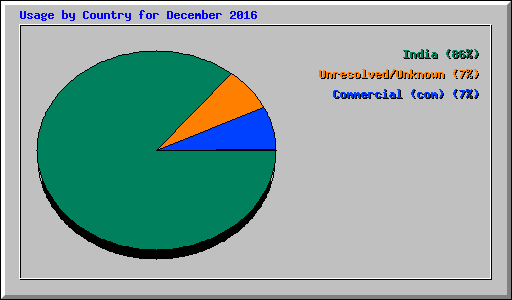 Usage by Country for December 2016
India (86%)
Unresolved/Unknown (7%)
Commercial (com) (7%)